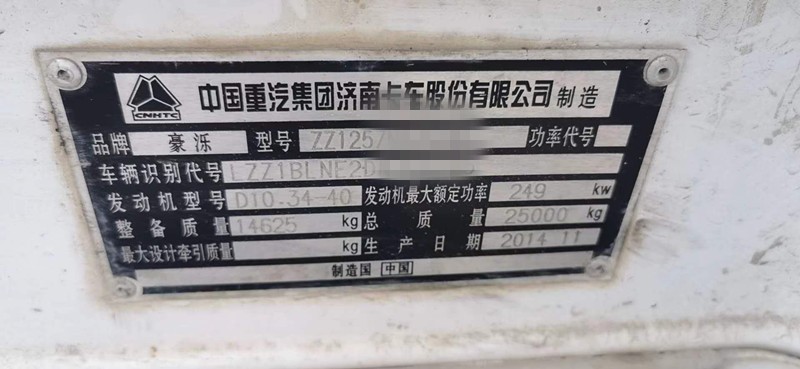 CNHTC 中国重汽集团济南卡车股份有限公司 制造
品牌 豪泺 型号 ZZ125 功率代号
车辆识别代号 LZZ1BLNE2D
发动机型号 D10.34-40 发动机最大额定功率 249 kw
整备质量 14625 kg 总质量 25000 kg
最大设计牵引质量 kg 生产日期 2014 11
制造国 中国